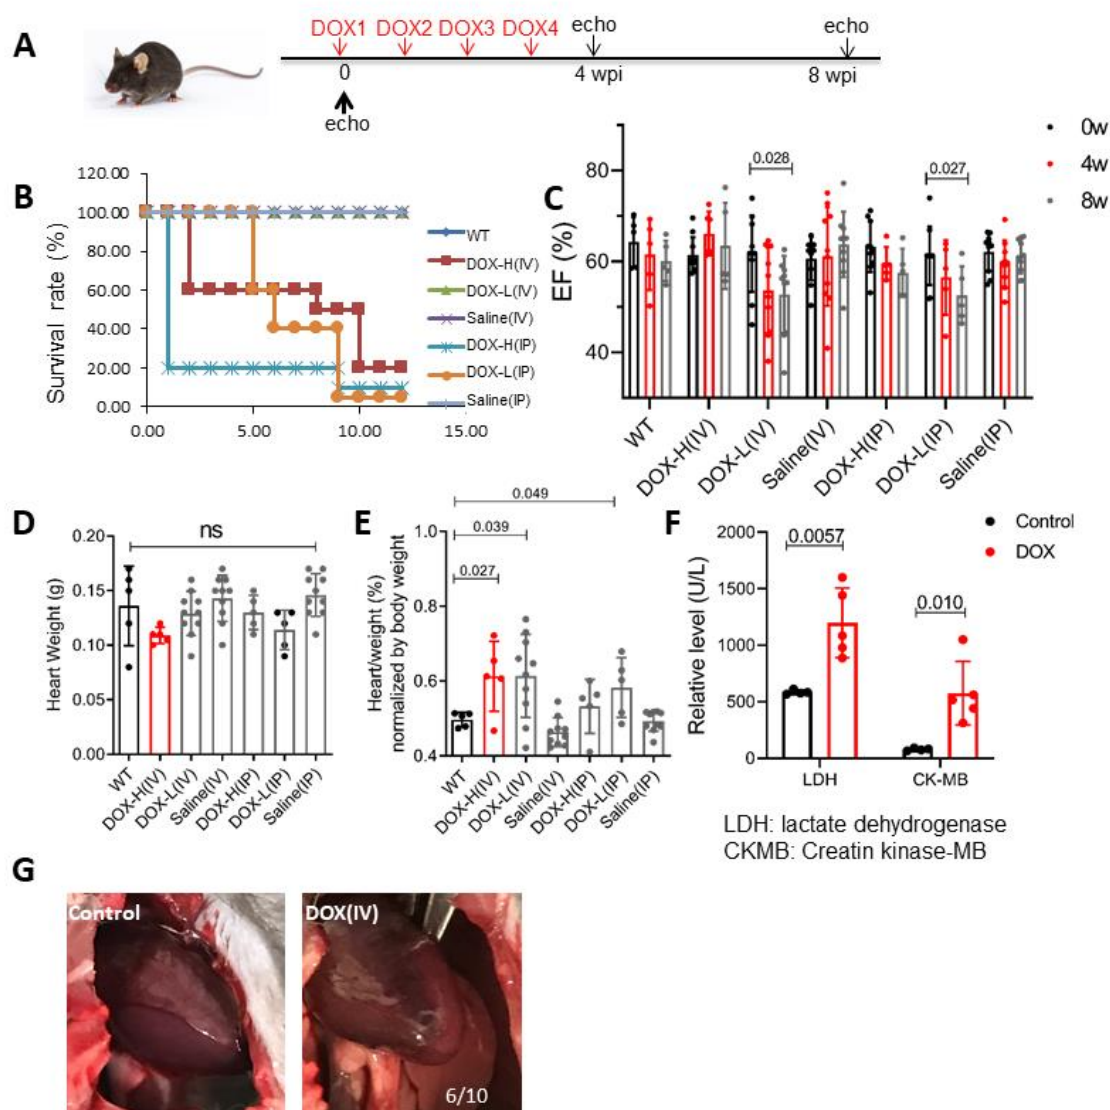 A
DOX1 DOX2 DOX3 DOX4 echo echo
0 4 wpi 8 wpi
echo
B
Survival rate (%)
120.00
100.00
80.00
60.00
40.00
20.00
0.00
0.00 5.00 10.00 15.00
WT
DOX-H(IV)
DOX-L(IV)
Saline(IV)
DOX-H(IP)
DOX-L(IP)
Saline(IP)
C
EF (%)
80
60
40
0.028
0.027
0w
4w
8w
WT DOX-H(IV) DOX-L(IV) Saline(IV) DOX-H(IP) DOX-L(IP) Saline(IP)
D
Heart Weight (g)
0.20
0.15
0.10
0.05
0.00
ns
WT DOX-H(IV) DOX-L(IV) Saline(IV) DOX-H(IP) DOX-L(IP) Saline(IP)
E
Heart/weight (%)
normalized by body weight
1.0
0.8
0.6
0.4
0.049
0.039
0.027
WT DOX-H(IV) DOX-L(IV) Saline(IV) DOX-H(IP) DOX-L(IP) Saline(IP)
F
Relative level (U/L)
2000
1500
1000
500
0
0.0057
0.010
Control
DOX
LDH CK-MB
LDH: lactate dehydrogenase
CKMB: Creatin kinase-MB
G
Control
DOX(IV)
6/10